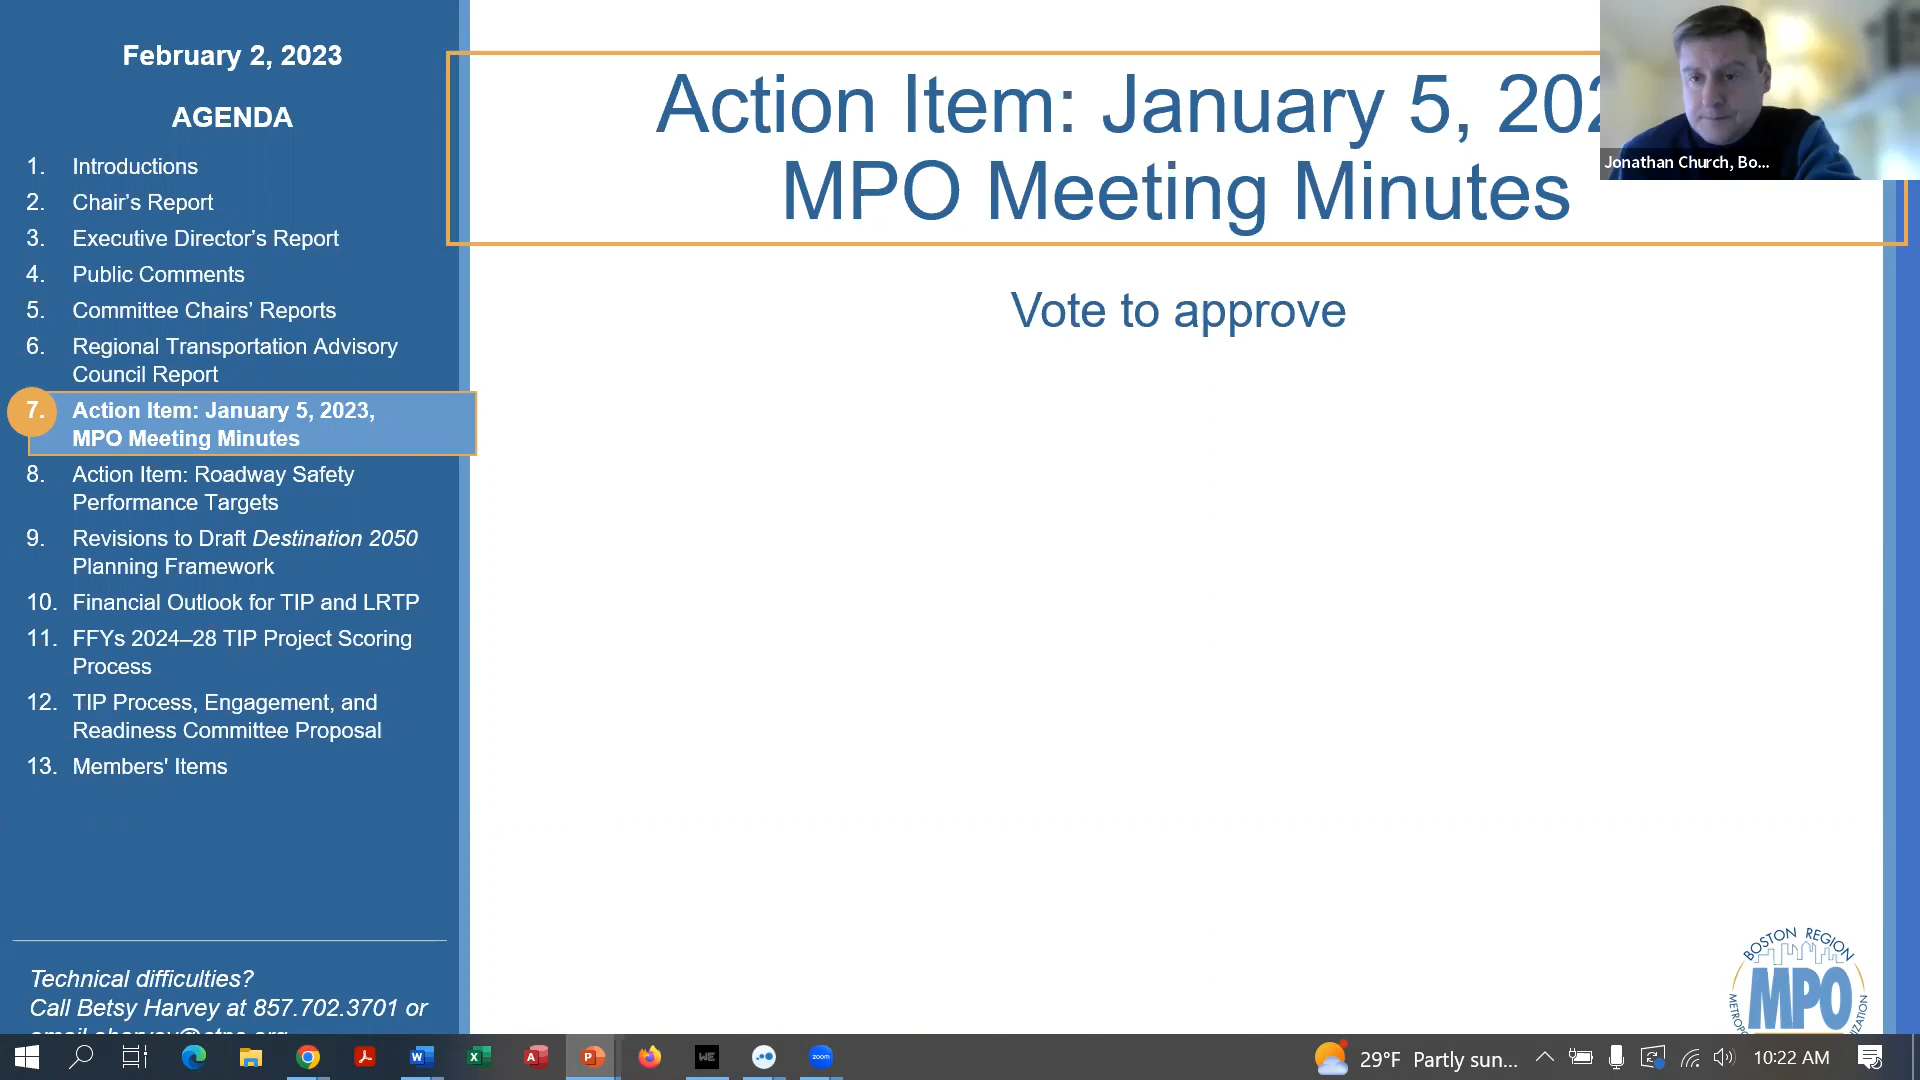 February 2, 2023
AGENDA
1. Introductions
2. Chair's Report
3. Executive Director's Report
4. Public Comments
5. Committee Chairs' Reports
6. Regional Transportation Advisory
Council Report
7. Action Item: January 5, 2023,
MPO Meeting Minutes
8. Action Item: Roadway Safety
Performance Targets
9. Revisions to Draft Destination 2050
Planning Framework
10. Financial Outlook for TIP and LRTP
11. FFYs 2024–28 TIP Project Scoring
Process
12. TIP Process, Engagement, and
Readiness Committee Proposal
13. Members' Items
Technical difficulties?
Call Betsy Harvey at 857.702.3701 or
Action Item: January 5, 202
MPO Meeting Minutes
Vote to approve
Jonathan Church, Bo...
BOSTON REGION
MPO
29°F Partly sun...
10:22 AM
WE
zoom